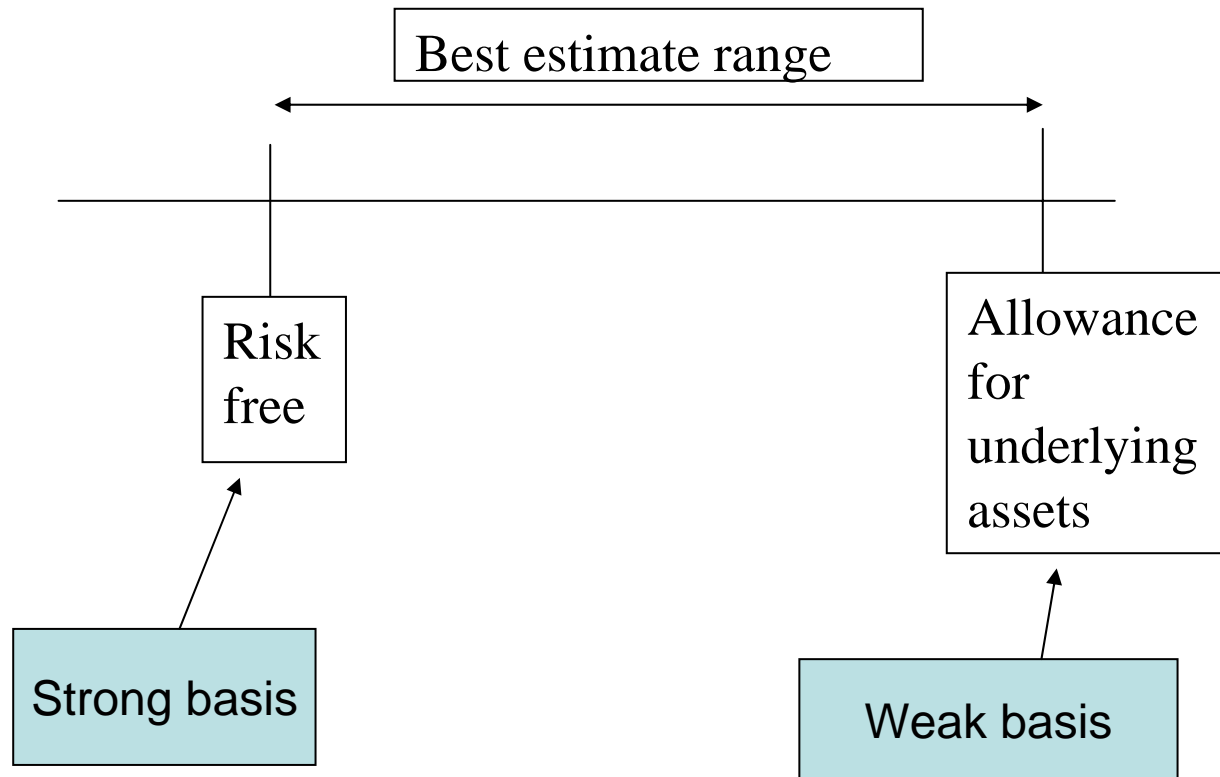 Best estimate range
Risk
free
Allowance
for
underlying
assets
Strong basis
Weak basis